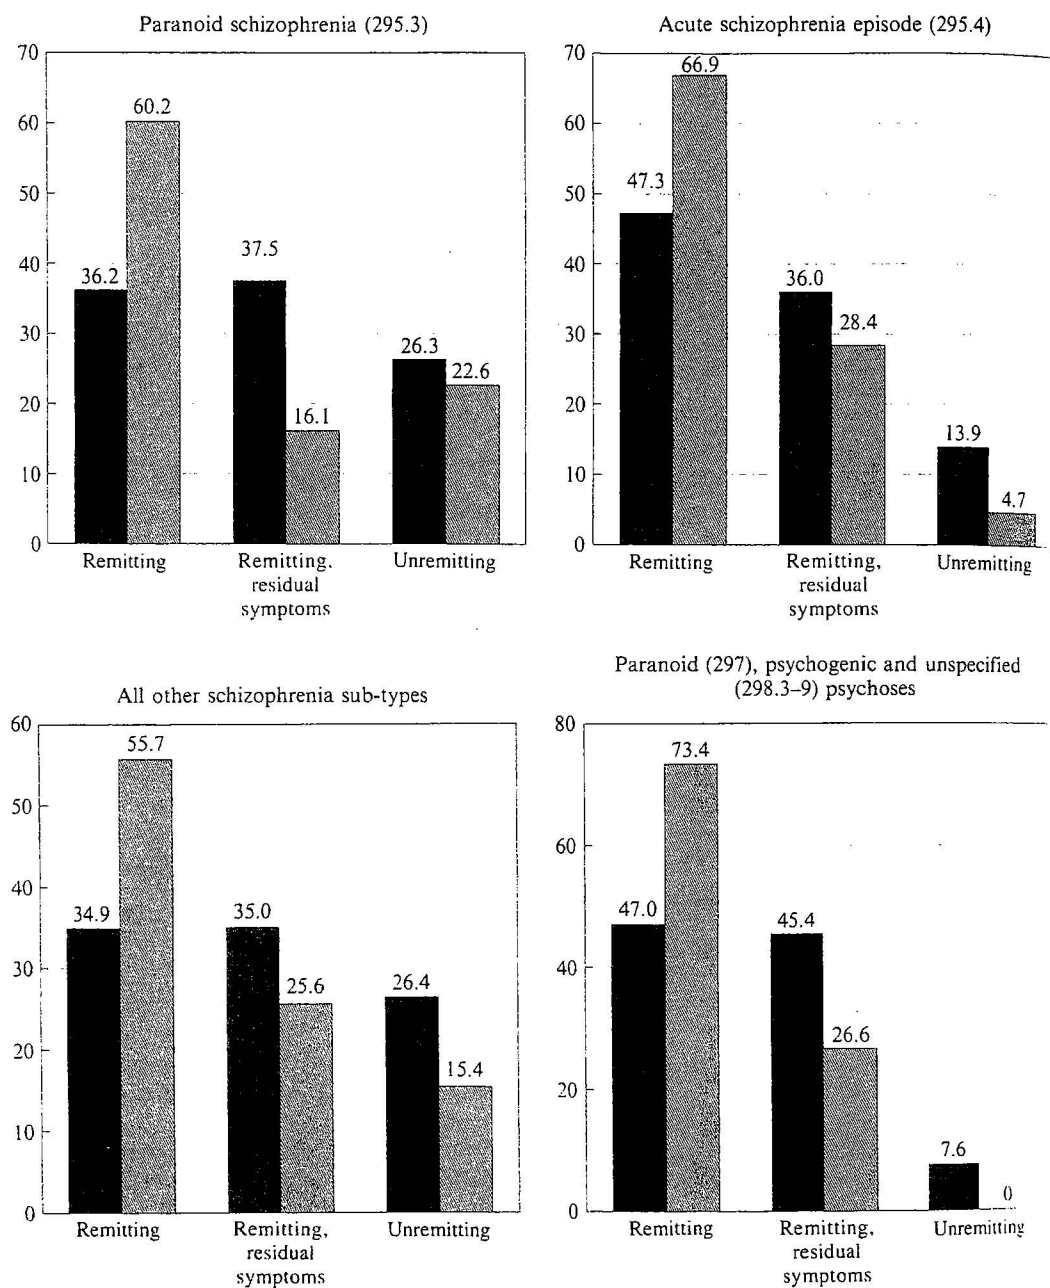 Paranoid schizophrenia (295.3)
70
60
50
40
30
20
10
0
60.2
36.2
37.5
16.1
26.3
22.6
Remitting
Remitting,
residual
symptoms
Unremitting
Acute schizophrenia episode (295.4)
70
60
50
40
30
20
10
0
66.9
47.3
36.0
28.4
13.9
4.7
Remitting
Remitting,
residual
symptoms
Unremitting
All other schizophrenia sub-types
60
50
40
30
20
10
0
55.7
34.9
35.0
25.6
26.4
15.4
Remitting
Remitting,
residual
symptoms
Unremitting
Paranoid (297), psychogenic and unspecified
(298.3–9) psychoses
80
60
40
20
0
73.4
47.0
45.4
26.6
7.6
0
Remitting
Remitting,
residual
symptoms
Unremitting